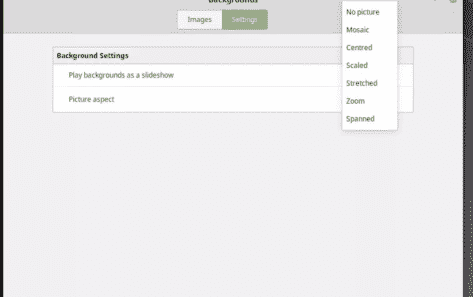 Backgrounds
Images
Settings
Background Settings
Play backgrounds as a slideshow
Picture aspect
No picture
Mosaic
Centred
Scaled
Stretched
Zoom
Spanned